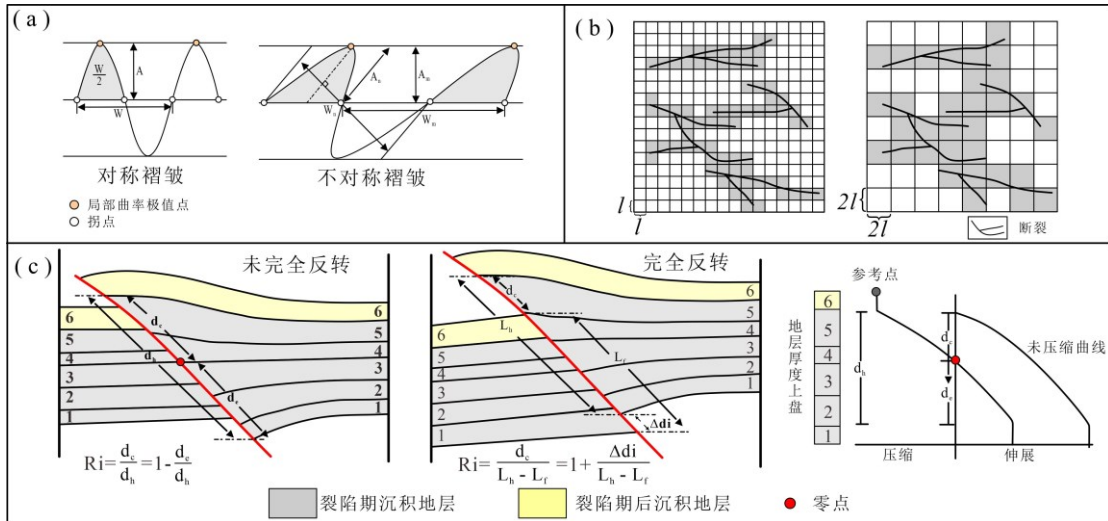 ( a )
W/2
A
W
Aₙ
Aₙ
Wₙ
Wₙ
对称褶皱
不对称褶皱
局部曲率极值点
拐点
( b )
l
l
2l
2l
断裂
( c )
未完全反转
6
5
4
3
2
1
6
5
4
3
2
1
d_c
d_h
d_e
Ri= d_c/d_h =1- d_e/d_h
完全反转
6
5
4
3
2
1
6
5
4
3
2
1
d_c
L_h
L_f
Δdi
Ri= d_c/(L_h - L_f) =1+ Δdi/(L_h - L_f)
地层厚度上盘
6
5
4
3
2
1
参考点
d_h
d_c
d_e
未压缩曲线
压缩
伸展
裂陷期沉积地层
裂陷期后沉积地层
零点